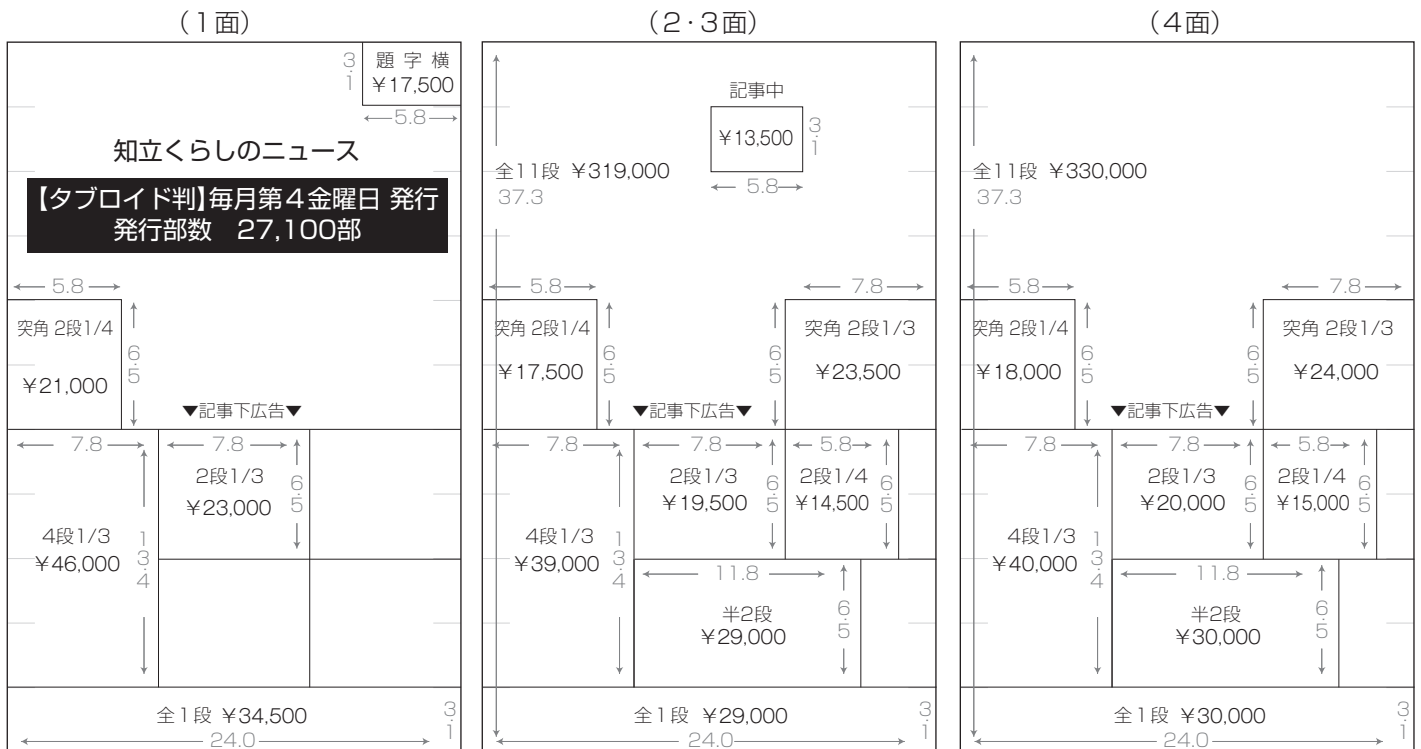 (1面)
題字横
¥17,500
3.1
5.8
知立くらしのニュース
【タブロイド判】毎月第4金曜日 発行
発行部数 27,100部
5.8
突角 2段1/4
¥21,000
6.5
▼記事下広告▼
7.8
4段1/3
¥46,000
13.4
7.8
2段1/3
¥23,000
6.5
全1段 ¥34,500
3.1
24.0
(2・3面)
記事中
¥13,500
3.1
5.8
全11段 ¥319,000
37.3
5.8
突角 2段1/4
¥17,500
6.5
7.8
突角 2段1/3
¥23,500
6.5
▼記事下広告▼
7.8
4段1/3
¥39,000
13.4
7.8
2段1/3
¥19,500
6.5
5.8
2段1/4
¥14,500
6.5
11.8
半2段
¥29,000
6.5
全1段 ¥29,000
3.1
24.0
(4面)
全11段 ¥330,000
37.3
5.8
突角 2段1/4
¥18,000
6.5
7.8
突角 2段1/3
¥24,000
6.5
▼記事下広告▼
7.8
4段1/3
¥40,000
13.4
7.8
2段1/3
¥20,000
6.5
5.8
2段1/4
¥15,000
6.5
11.8
半2段
¥30,000
6.5
全1段 ¥30,000
3.1
24.0